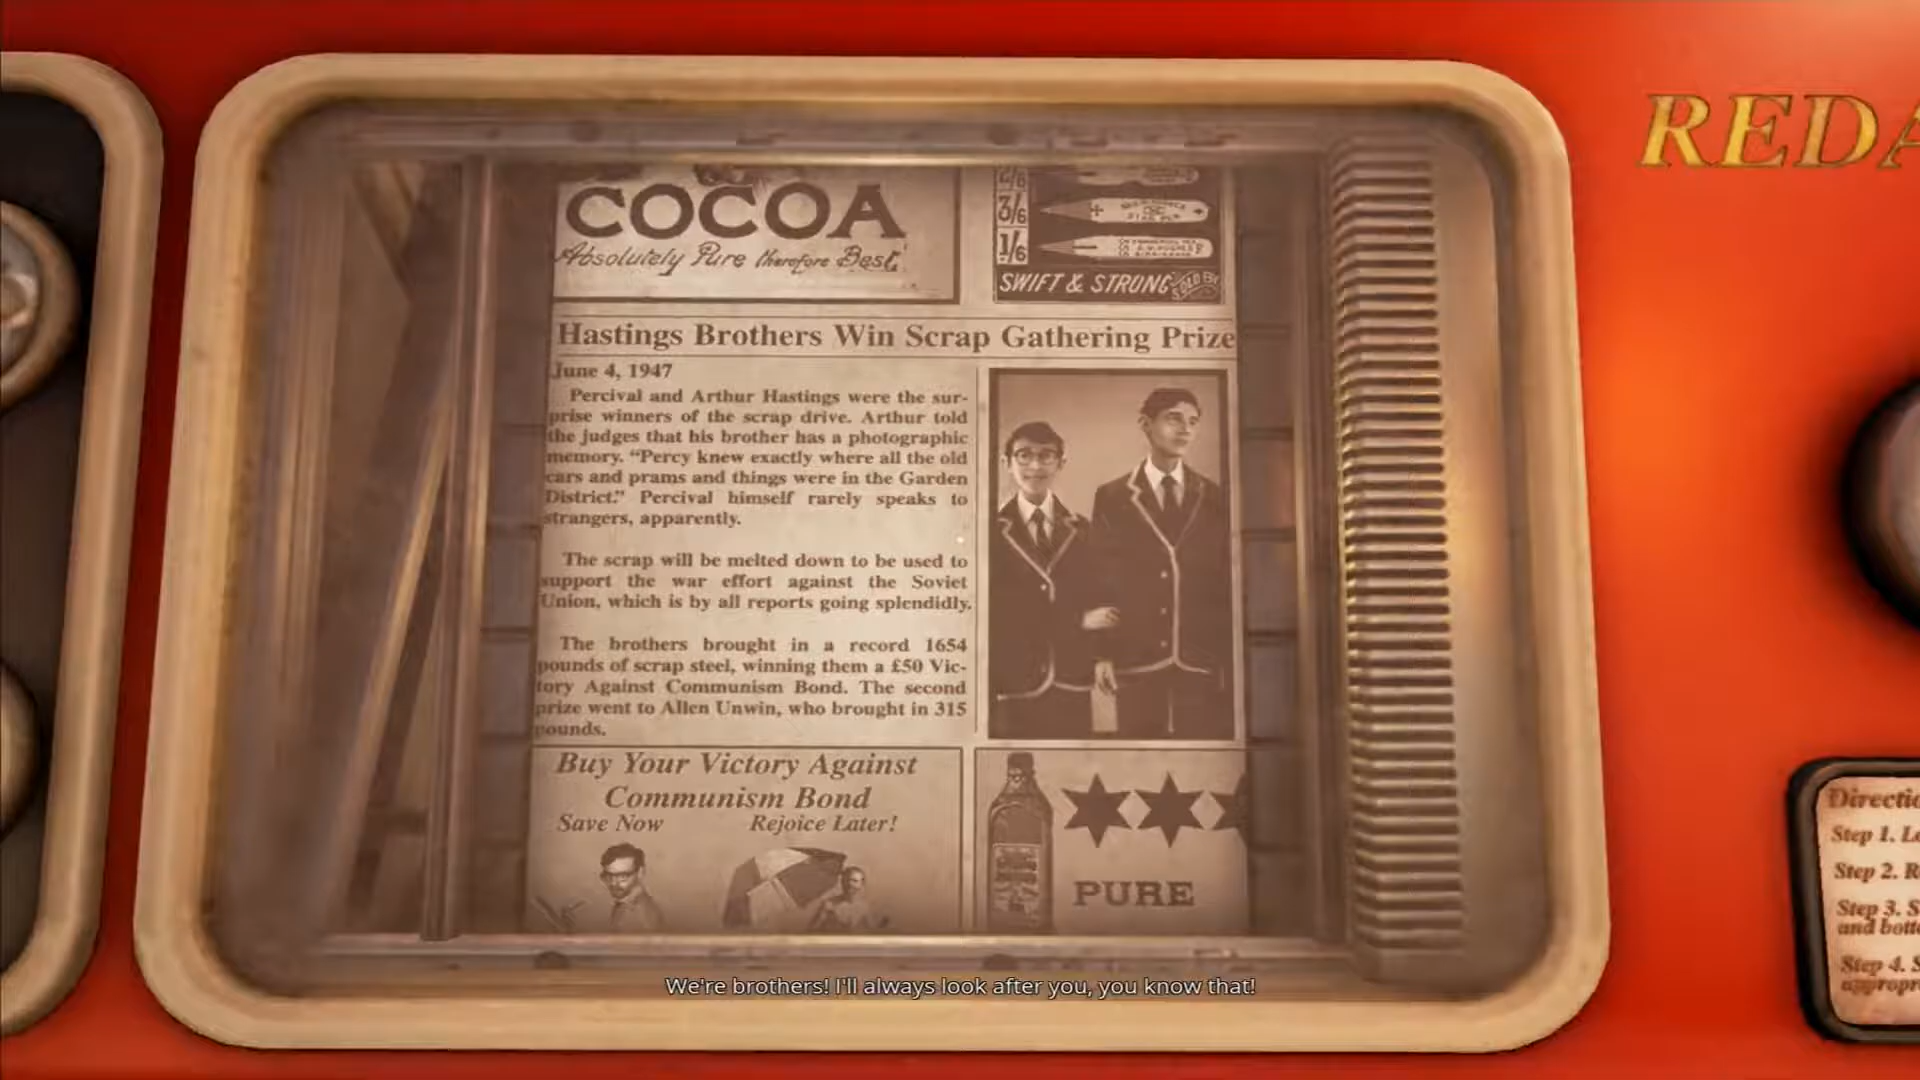 COCOA
Absolutely Pure therefore Best
3/6
1/6
SWIFT & STRONG
SOLD BY
REDA
Hastings Brothers Win Scrap Gathering Prize
June 4, 1947
Percival and Arthur Hastings were the sur-
prise winners of the scrap drive. Arthur told
the judges that his brother has a photographic
memory. “Percy knew exactly where all the old
cars and prams and things were in the Garden
District.” Percival himself rarely speaks to
strangers, apparently.
The scrap will be melted down to be used to
support the war effort against the Soviet
Union, which is by all reports going splendidly.
The brothers brought in a record 1654
pounds of scrap steel, winning them a £50 Vic-
tory Against Communism Bond. The second
prize went to Allen Unwin, who brought in 315
pounds.
Buy Your Victory Against
Communism Bond
Save Now Rejoice Later!
PURE
Directio
Step 1. Lo
Step 2. R
Step 3. S
and botto
Step 4. S
appropr
We're brothers! I'll always look after you, you know that!